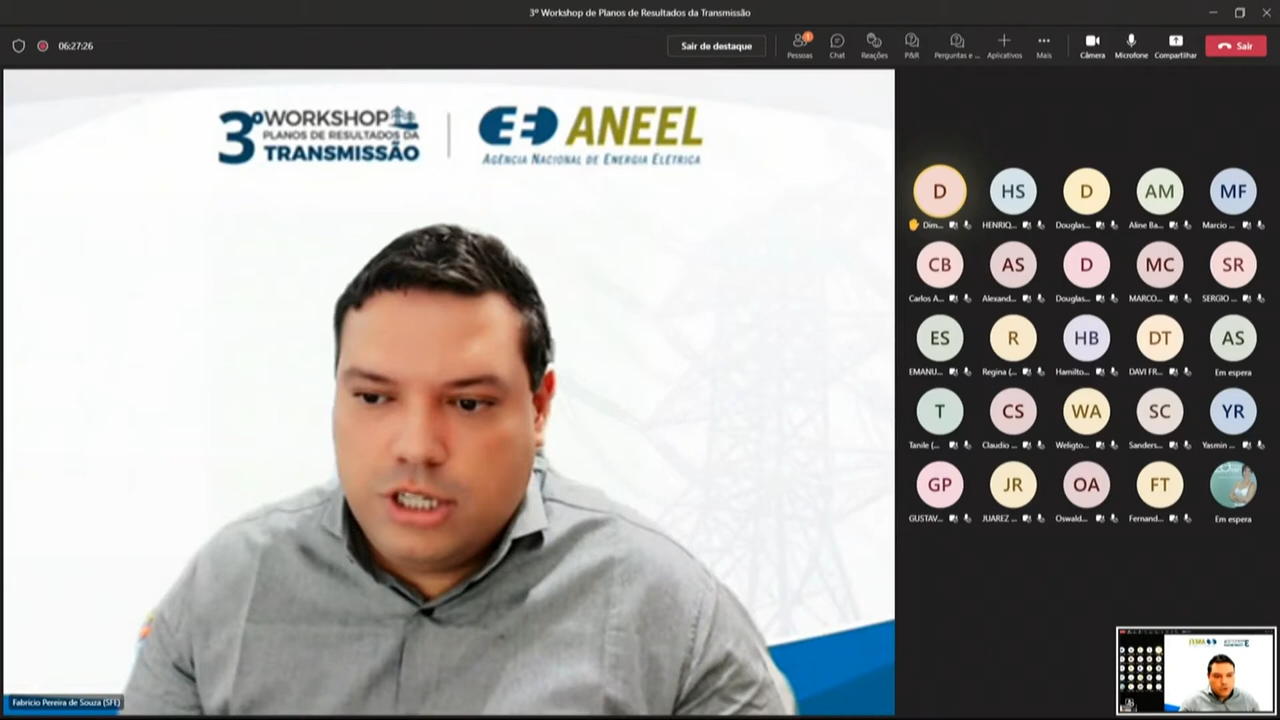 3º Workshop de Planos de Resultados da Transmissão
06:27:26
Sair de destaque
1
Pessoas
Chat
Reações
P&R
Perguntas e ...
Aplicativos
Mais
Câmera
Microfone
Compartilhar
Sair
3º WORKSHOP
PLANOS DE RESULTADOS DA
TRANSMISSÃO
ANEEL
AGÊNCIA NACIONAL DE ENERGIA ELÉTRICA
D HS D AM MF
Dim... HENRIQ... Douglas... Aline Ba... Marcio ...
CB AS D MC SR
Carlos A... Alexand... Douglas... MARCO... SERGIO ...
ES R HB DT AS
EMANU... Regina (... Hamilto... DAVI FR... Em espera
T CS WA SC YR
Tanile (... Claudio ... Weligto... Sanders... Yasmin ...
GP JR OA FT
GUSTAV... JUAREZ ... Oswald... Fernand... Em espera
Fabricio Pereira de Souza (SFE)